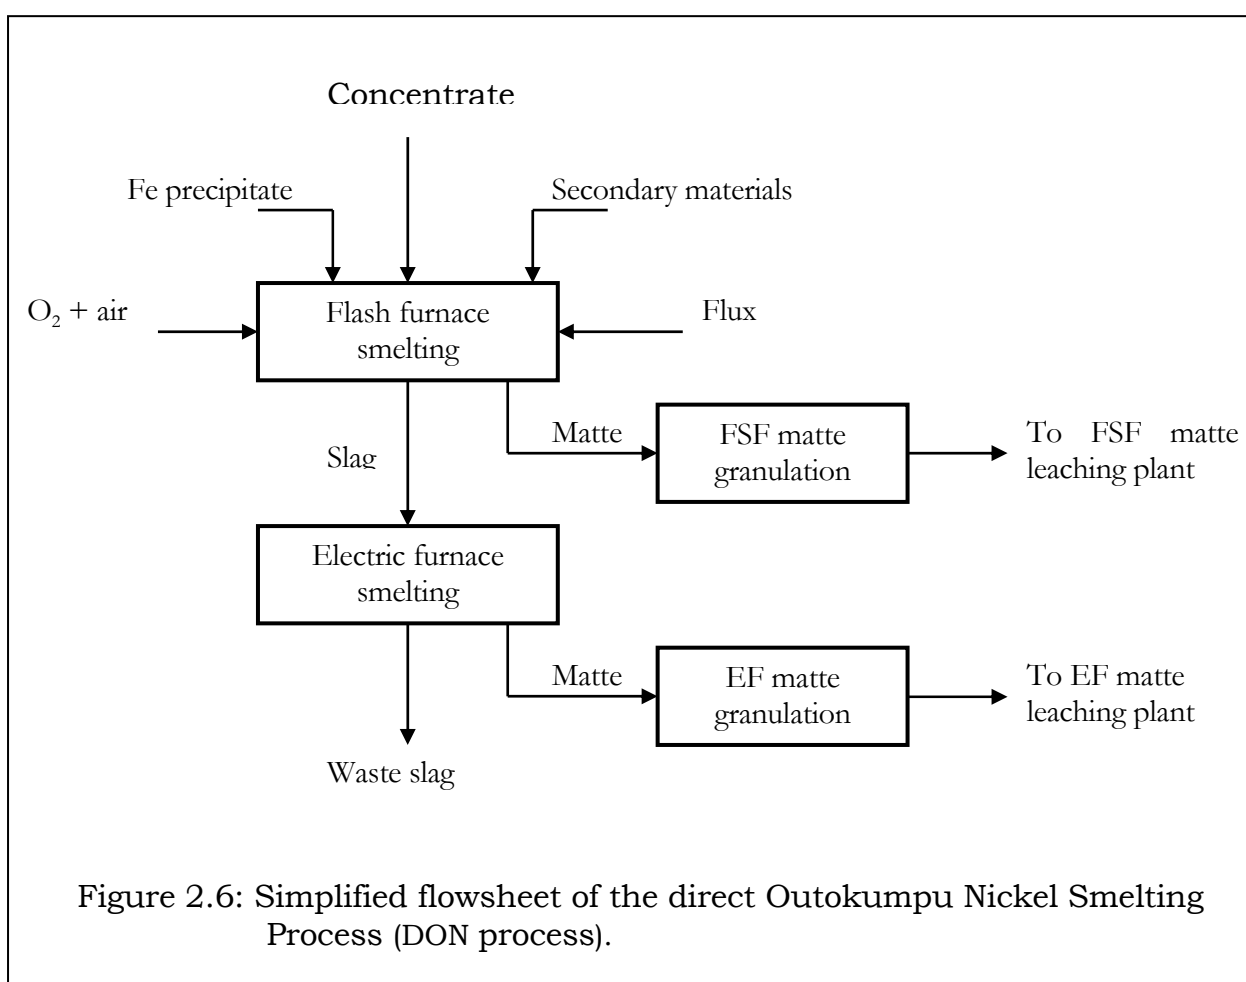 Concentrate
Fe precipitate
Secondary materials
O₂ + air
Flash furnace
smelting
Flux
Slag
Matte
FSF matte
granulation
To FSF matte
leaching plant
Electric furnace
smelting
Matte
EF matte
granulation
To EF matte
leaching plant
Waste slag
Figure 2.6: Simplified flowsheet of the direct Outokumpu Nickel Smelting
Process (DON process).